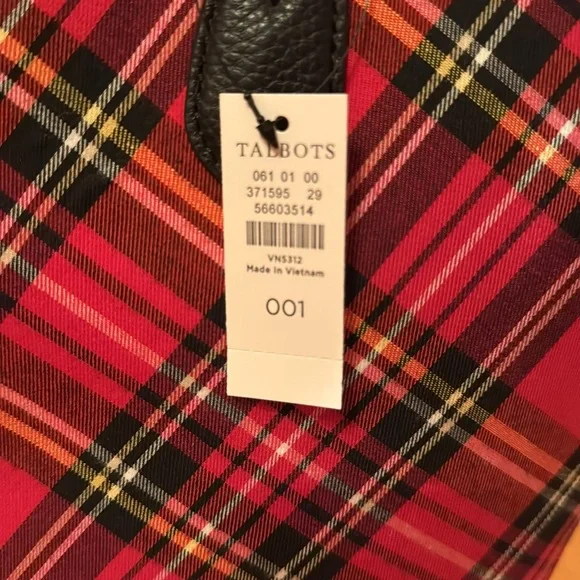 TALBOTS
061 01 00
371595 29
56603514
VN5312
Made in Vietnam
001